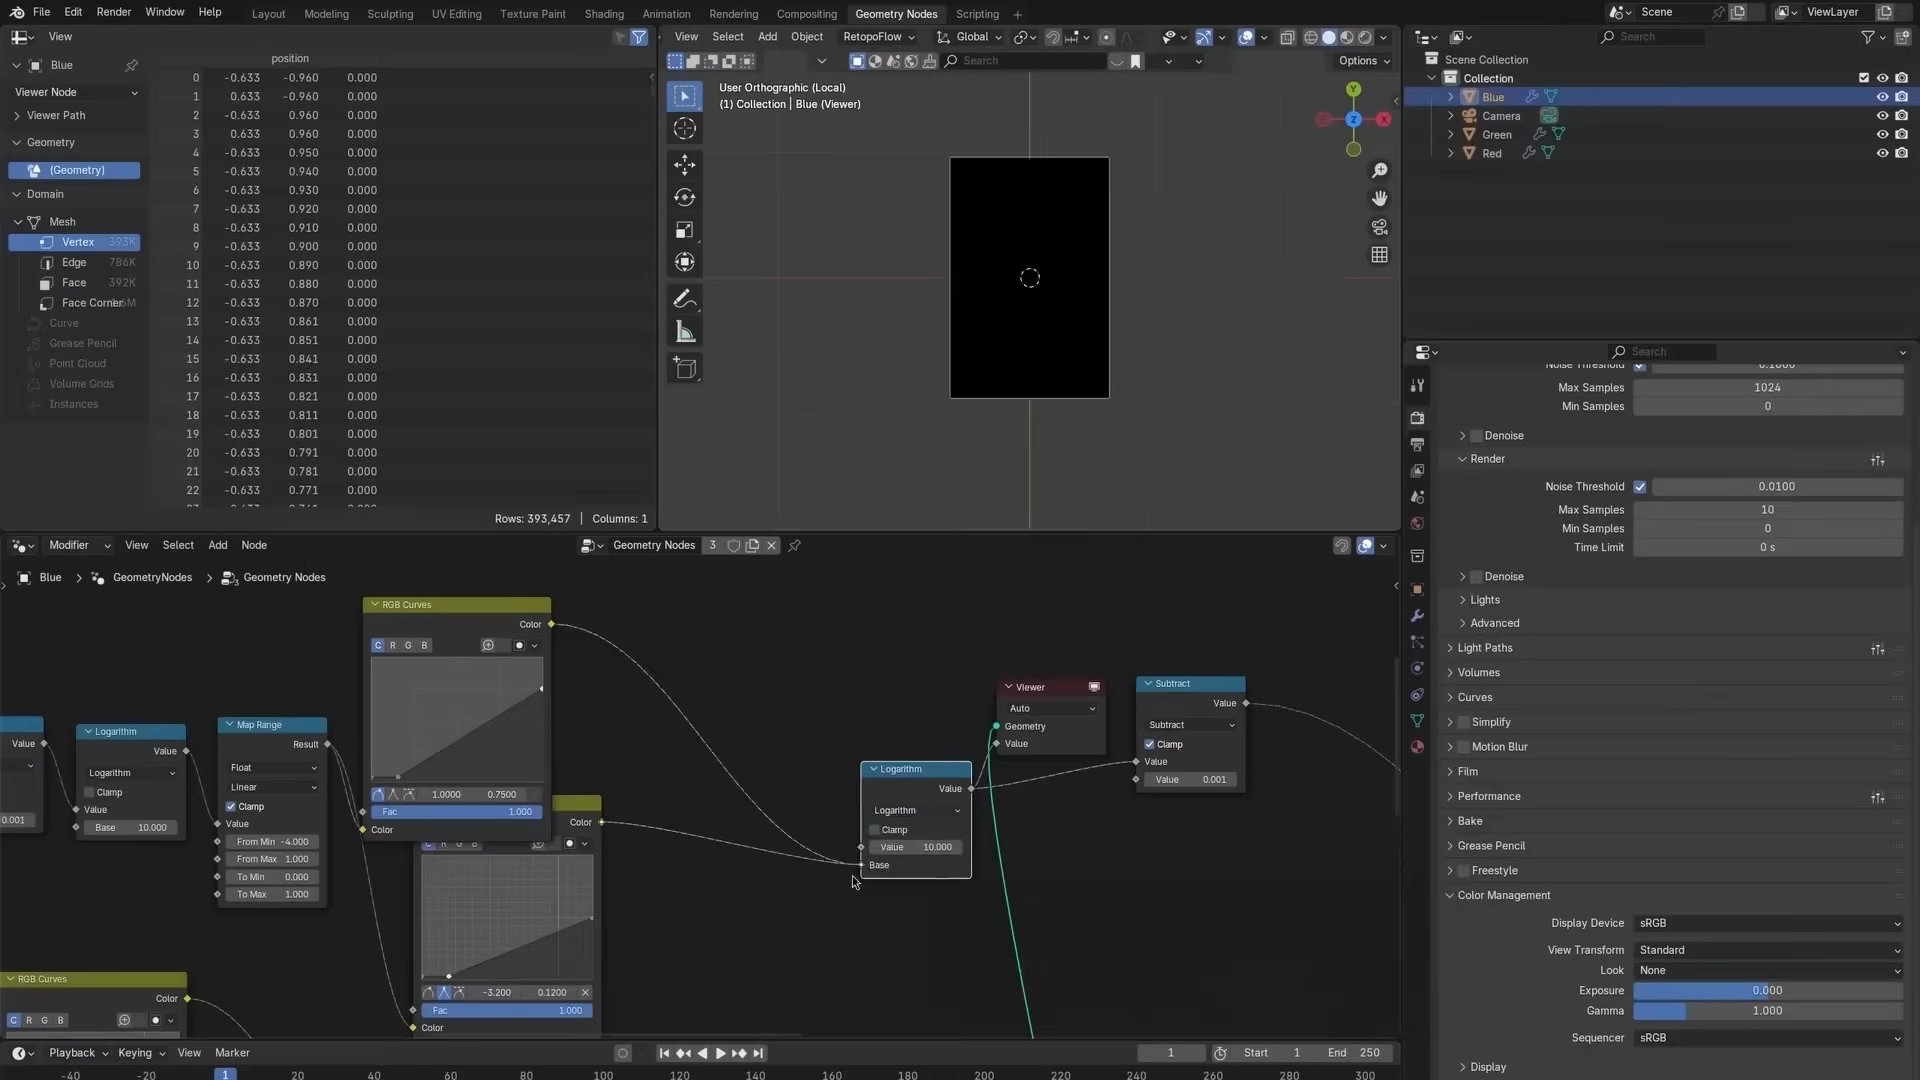 File Edit Render Window Help Layout Modeling Sculpting UV Editing Texture Paint Shading Animation Rendering Compositing Geometry Nodes Scripting + Scene ViewLayer
View
Blue
Viewer Node
Viewer Path
Geometry
(Geometry)
Domain
Mesh
Vertex 393K
Edge 786K
Face 392K
Face Corner
Curve
Grease Pencil
Point Cloud
Volume Grids
Instances
position
0 -0.633 -0.960 0.000
1 0.633 -0.960 0.000
2 -0.633 0.960 0.000
3 0.633 0.960 0.000
4 -0.633 0.950 0.000
5 -0.633 0.940 0.000
6 -0.633 0.930 0.000
7 -0.633 0.920 0.000
8 -0.633 0.910 0.000
9 -0.633 0.900 0.000
10 -0.633 0.890 0.000
11 -0.633 0.880 0.000
12 -0.633 0.870 0.000
13 -0.633 0.861 0.000
14 -0.633 0.851 0.000
15 -0.633 0.841 0.000
16 -0.633 0.831 0.000
17 -0.633 0.821 0.000
18 -0.633 0.811 0.000
19 -0.633 0.801 0.000
20 -0.633 0.791 0.000
21 -0.633 0.781 0.000
22 -0.633 0.771 0.000
Rows: 393,457 | Columns: 1
View Select Add Object RetopoFlow Global
Search Options
User Orthographic (Local)
(1) Collection | Blue (Viewer)
Y
Z X
Search
Scene Collection
Collection
Blue
Camera
Green
Red
Search
Noise Threshold
Max Samples 1024
Min Samples 0
Denoise
Render
Noise Threshold 0.0100
Max Samples 10
Min Samples 0
Time Limit 0 s
Denoise
Lights
Advanced
Light Paths
Volumes
Curves
Simplify
Motion Blur
Film
Performance
Bake
Grease Pencil
Freestyle
Color Management
Display Device sRGB
View Transform Standard
Look None
Exposure 0.000
Gamma 1.000
Sequencer sRGB
Display
Modifier View Select Add Node Geometry Nodes 3
Blue > GeometryNodes > Geometry Nodes
Value
0.001
Logarithm
Value
Logarithm
Clamp
Value
Base 10.000
Map Range
Result
Float
Linear
Clamp
Value
From Min -4.000
From Max 1.000
To Min 0.000
To Max 1.000
RGB Curves
Color
C R G B
1.0000 0.7500
Fac 1.000
Color
Color
C R G B
-3.200 0.1200
Fac 1.000
Color
RGB Curves
Color
C R G B
Logarithm
Value
Logarithm
Clamp
Value 10.000
Base
Viewer
Auto
Geometry
Value
Subtract
Value
Subtract
Clamp
Value
Value 0.001
Playback Keying View Marker 1 Start 1 End 250
-40 -20 1 20 40 60 80 100 120 140 160 180 200 220 240 260 280 300